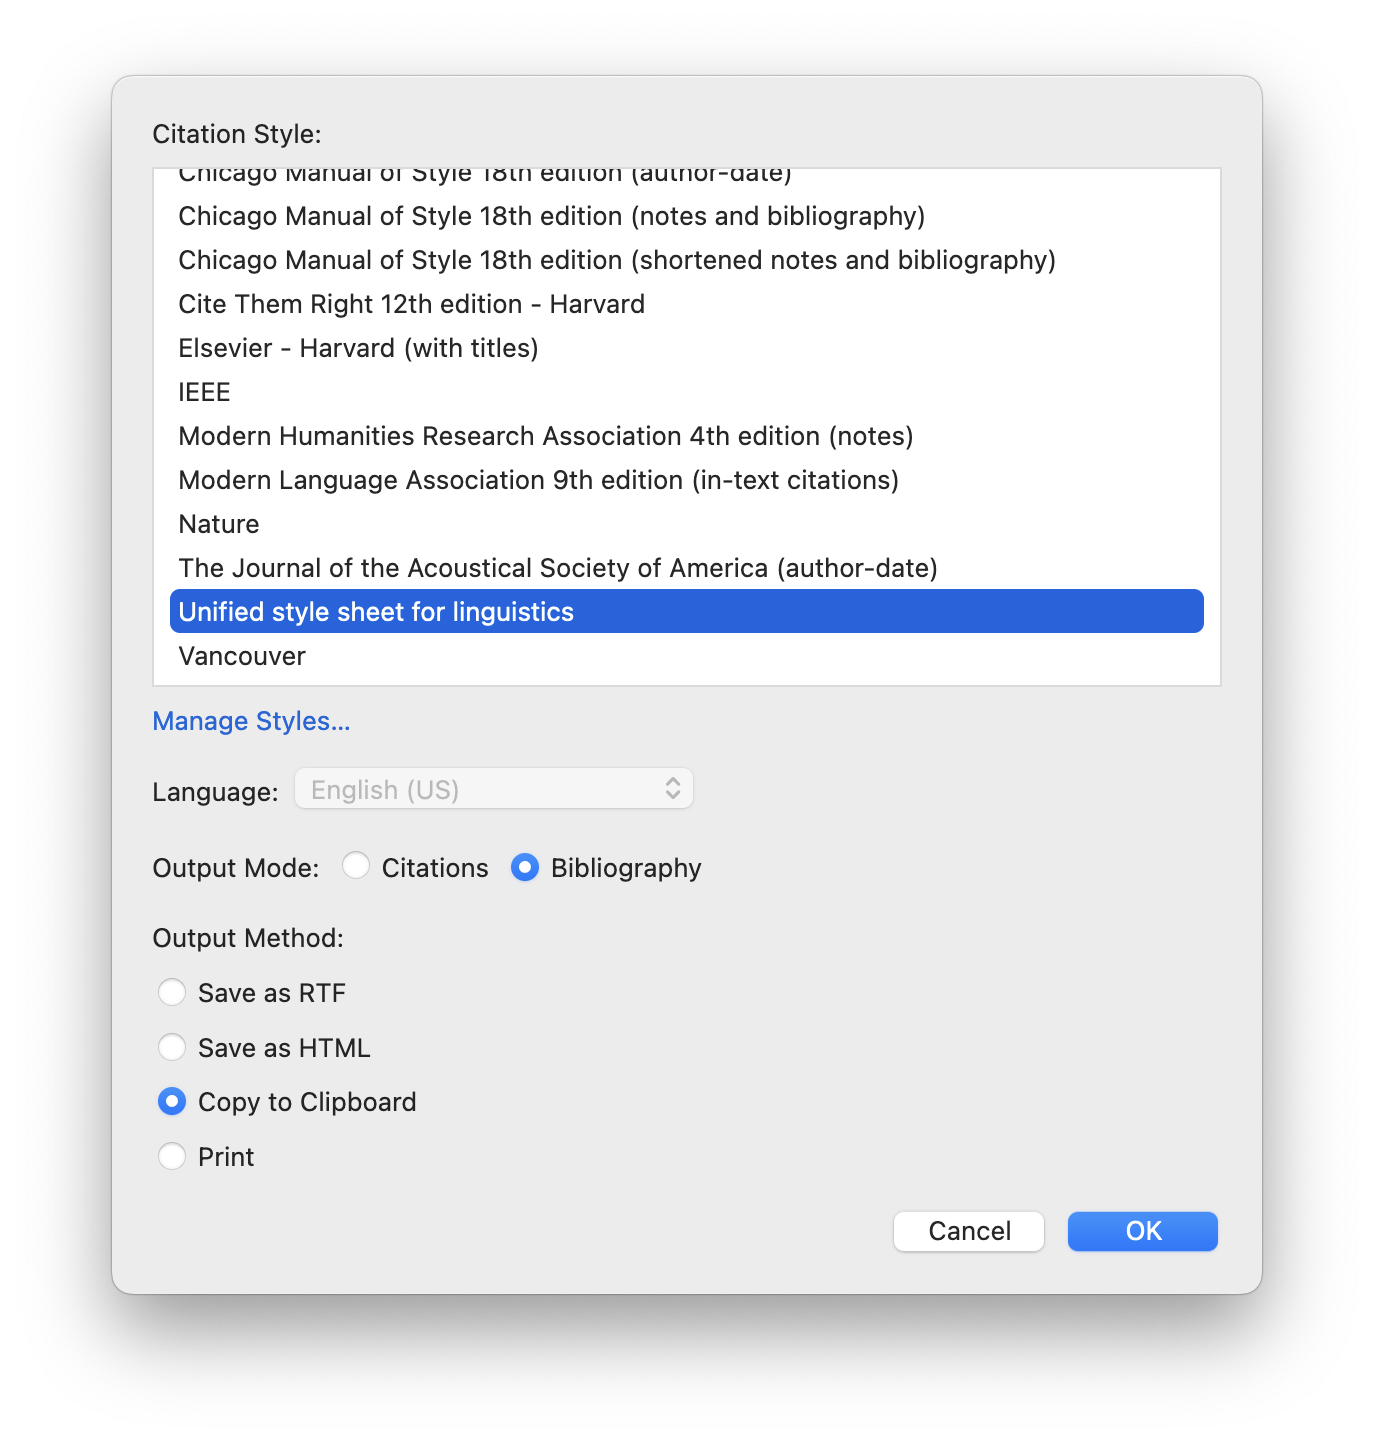 Citation Style:
Chicago Manual of Style 18th edition (author-date)
Chicago Manual of Style 18th edition (notes and bibliography)
Chicago Manual of Style 18th edition (shortened notes and bibliography)
Cite Them Right 12th edition - Harvard
Elsevier - Harvard (with titles)
IEEE
Modern Humanities Research Association 4th edition (notes)
Modern Language Association 9th edition (in-text citations)
Nature
The Journal of the Acoustical Society of America (author-date)
Unified style sheet for linguistics
Vancouver
Manage Styles...
Language: English (US)
Output Mode: Citations Bibliography
Output Method:
Save as RTF
Save as HTML
Copy to Clipboard
Print
Cancel OK